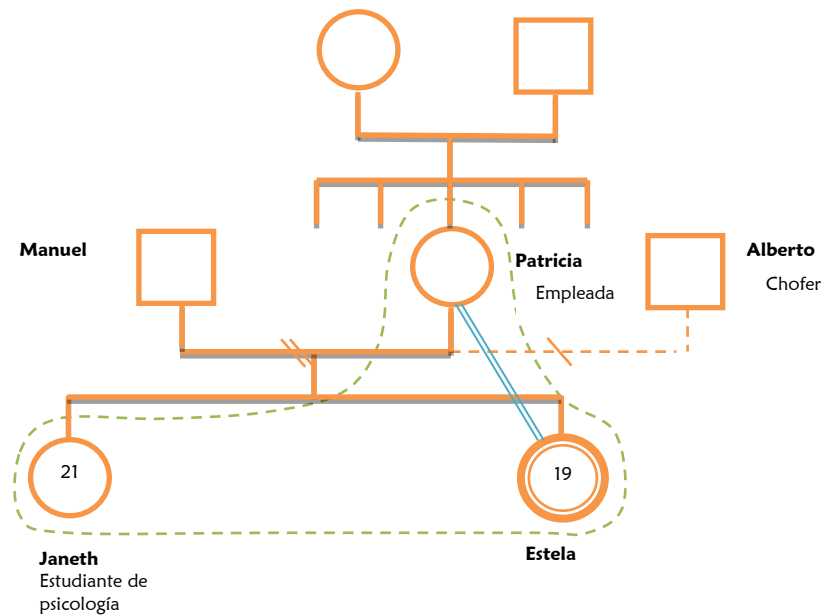 Manuel
Patricia
Empleada
Alberto
Chofer
21
19
Janeth
Estudiante de
psicología
Estela